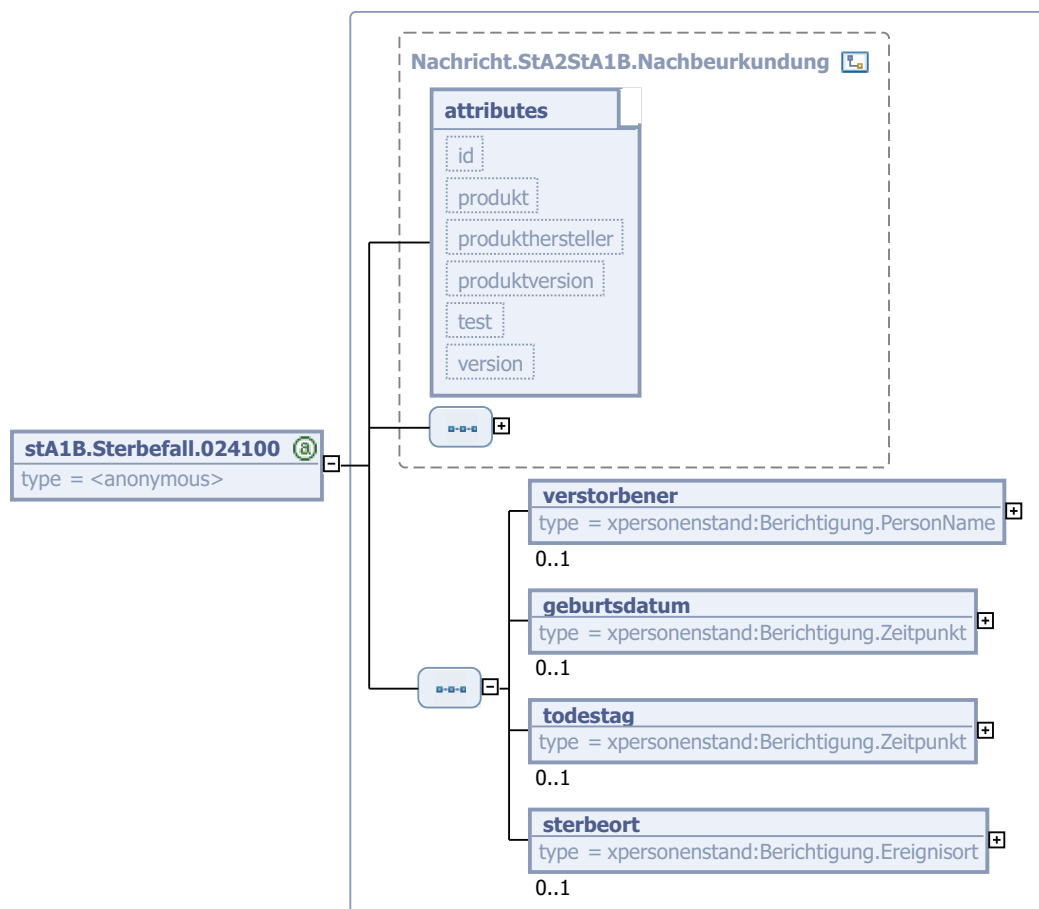 Nachricht.StA2StA1B.Nachbeurkundung
attributes
id
produkt
produkthersteller
produktversion
test
version
stA1B.Sterbefall.024100
type = <anonymous>
verstorbener
type = xpersonenstand:Berichtigung.PersonName
0..1
geburtsdatum
type = xpersonenstand:Berichtigung.Zeitpunkt
0..1
todestag
type = xpersonenstand:Berichtigung.Zeitpunkt
0..1
sterbeort
type = xpersonenstand:Berichtigung.Ereignisort
0..1